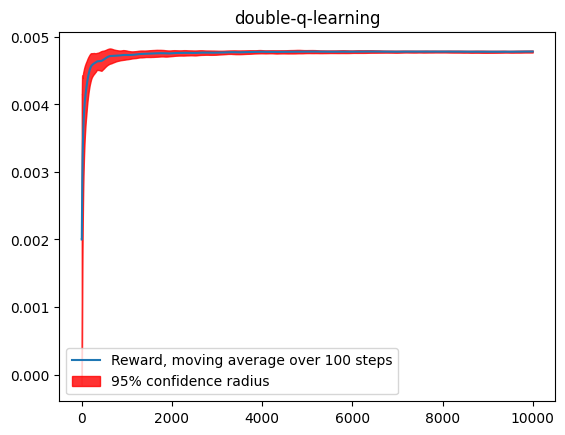 double-q-learning
0.005
0.004
0.003
0.002
0.001
0.000
Reward, moving average over 100 steps
95% confidence radius
0 2000 4000 6000 8000 10000